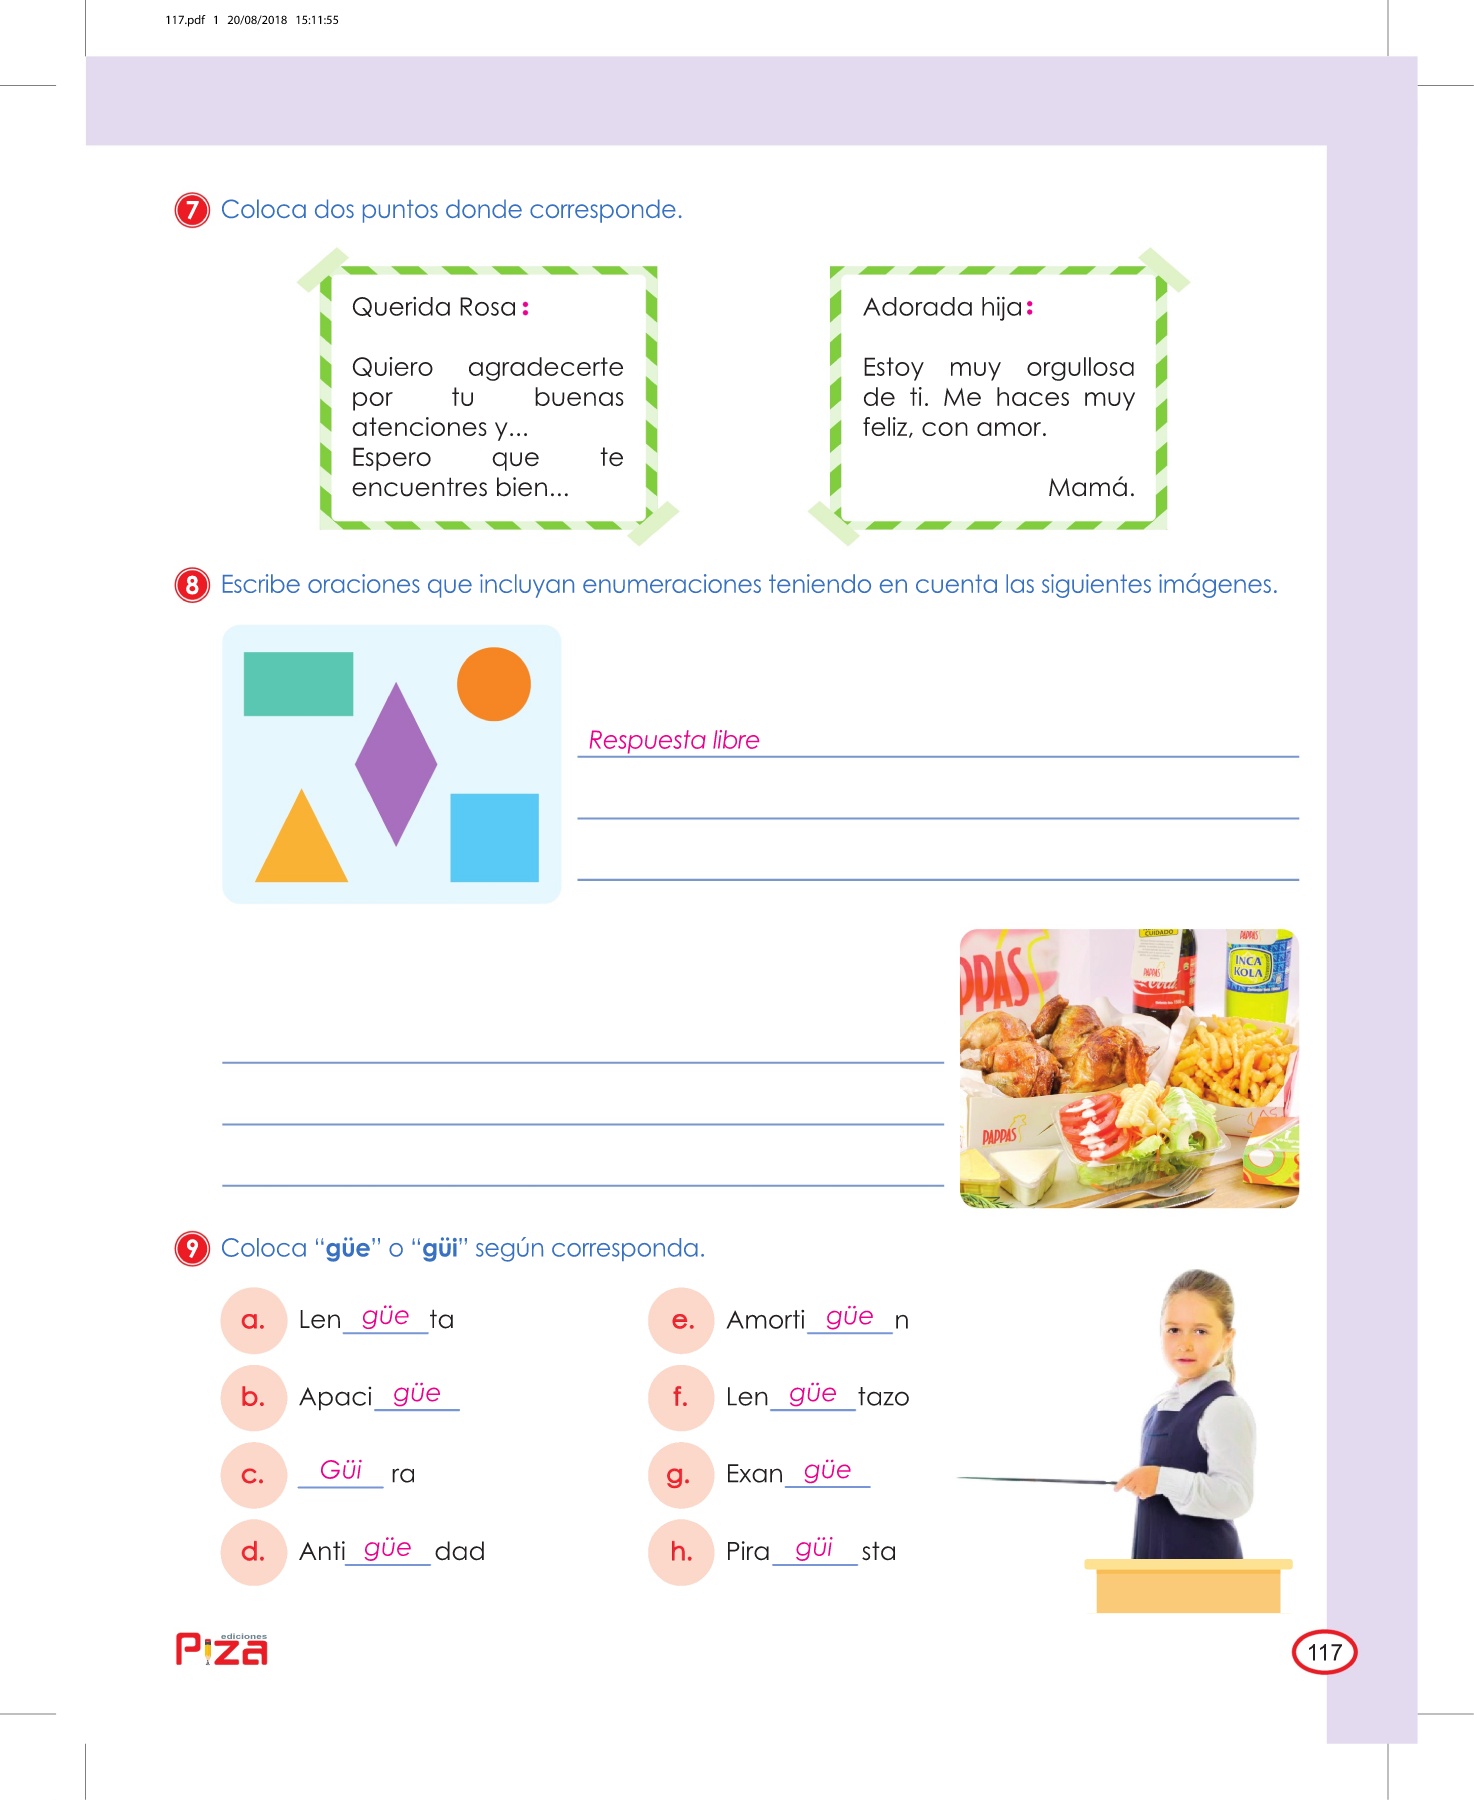 117.pdf 1 20/08/2018 15:11:55
7 Coloca dos puntos donde corresponde.
Querida Rosa:
Quiero agradecerte
por tu buenas
atenciones y...
Espero que te
encuentres bien...
Adorada hija:
Estoy muy orgullosa
de ti. Me haces muy
feliz, con amor.
Mamá.
8 Escribe oraciones que incluyan enumeraciones teniendo en cuenta las siguientes imágenes.
Respuesta libre
CUIDADO
PAPPAS
PAPPAS
INCA
KOLA
PPAS
PAPPAS
9 Coloca “güe” o “güi” según corresponda.
a. Len güe ta
b. Apaci güe
c. Güi ra
d. Anti güe dad
e. Amorti güe n
f. Len güe tazo
g. Exan güe
h. Pira güi sta
ediciones
Piza
117